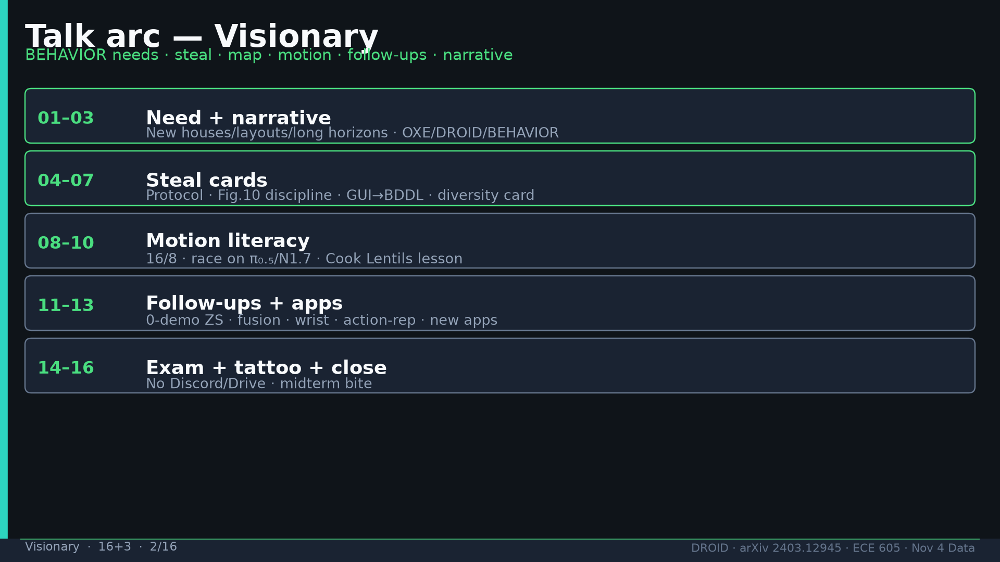 Talk arc — Visionary
BEHAVIOR needs · steal · map · motion · follow-ups · narrative
01–03
Need + narrative
New houses/layouts/long horizons · OXE/DROID/BEHAVIOR
04–07
Steal cards
Protocol · Fig.10 discipline · GUI→BDDL · diversity card
08–10
Motion literacy
16/8 · race on π₀.₅/N1.7 · Cook Lentils lesson
11–13
Follow-ups + apps
0-demo ZS · fusion · wrist · action-rep · new apps
14–16
Exam + tattoo + close
No Discord/Drive · midterm bite
Visionary · 16+3 · 2/16
DROID · arXiv 2403.12945 · ECE 605 · Nov 4 Data